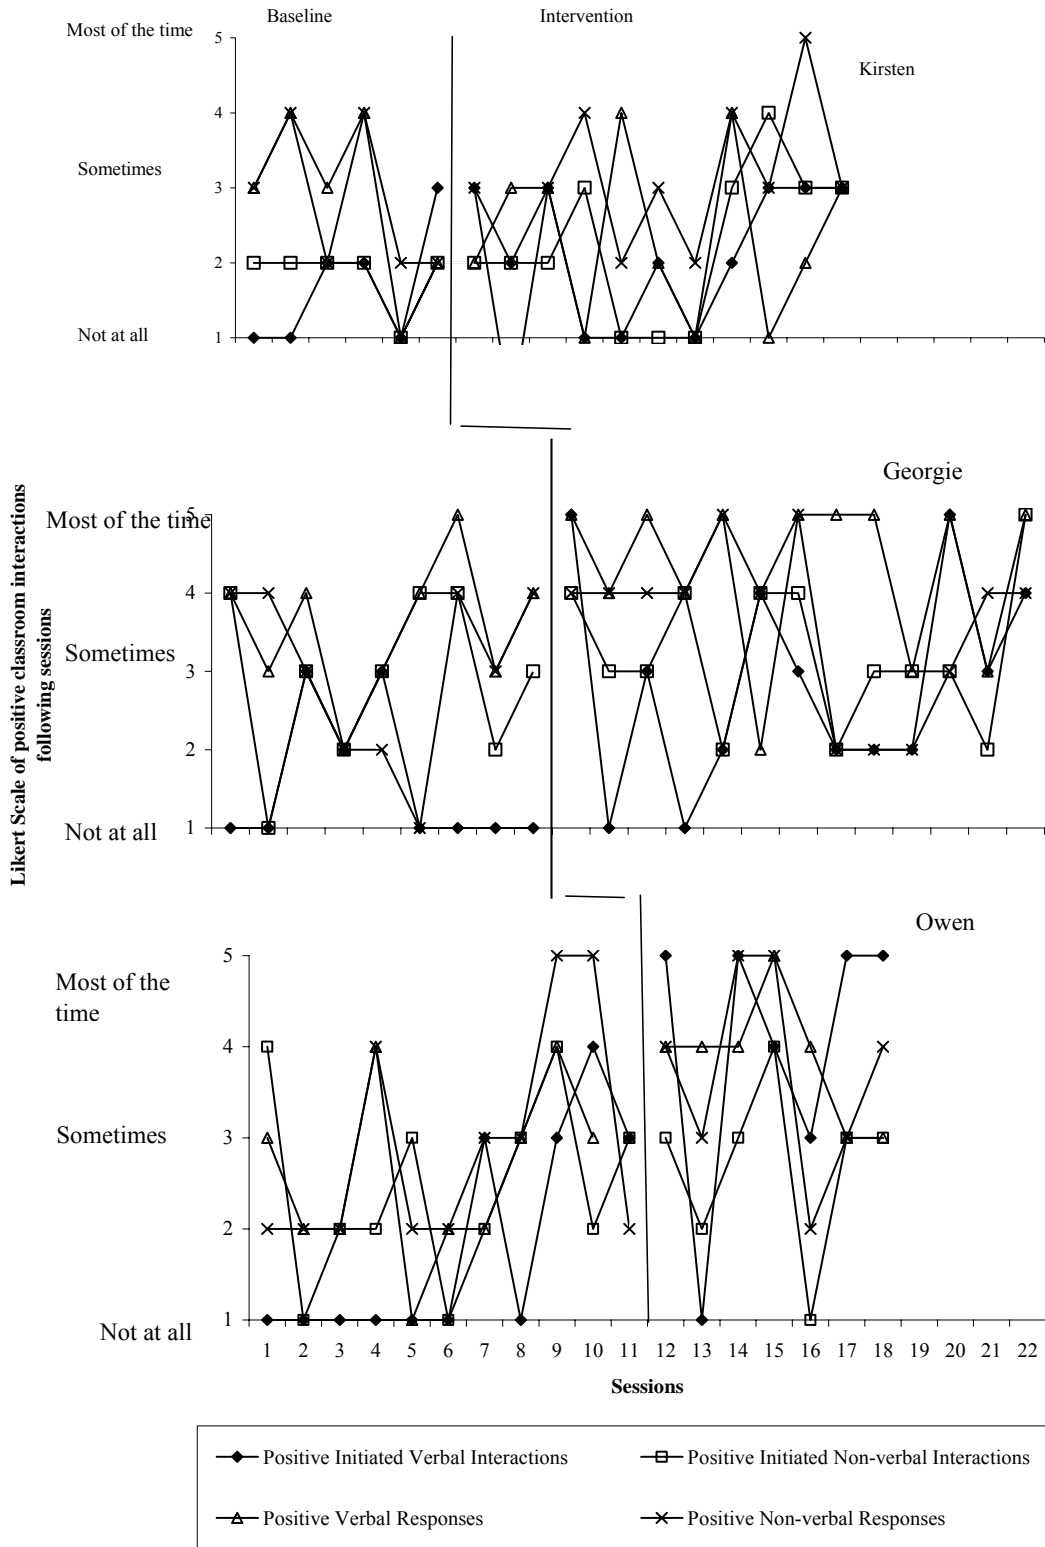 Baseline
Intervention
Most of the time
5
Kirsten
4
Sometimes
3
2
Not at all
1
Georgie
Most of the time
5
4
Sometimes
3
2
Not at all
1
Likert Scale of positive classroom interactions
following sessions
Owen
5
Most of the
time
4
Sometimes
3
2
Not at all
1
1 2 3 4 5 6 7 8 9 10 11 12 13 14 15 16 17 18 19 20 21 22
Sessions
Positive Initiated Verbal Interactions
Positive Initiated Non-verbal Interactions
Positive Verbal Responses
Positive Non-verbal Responses